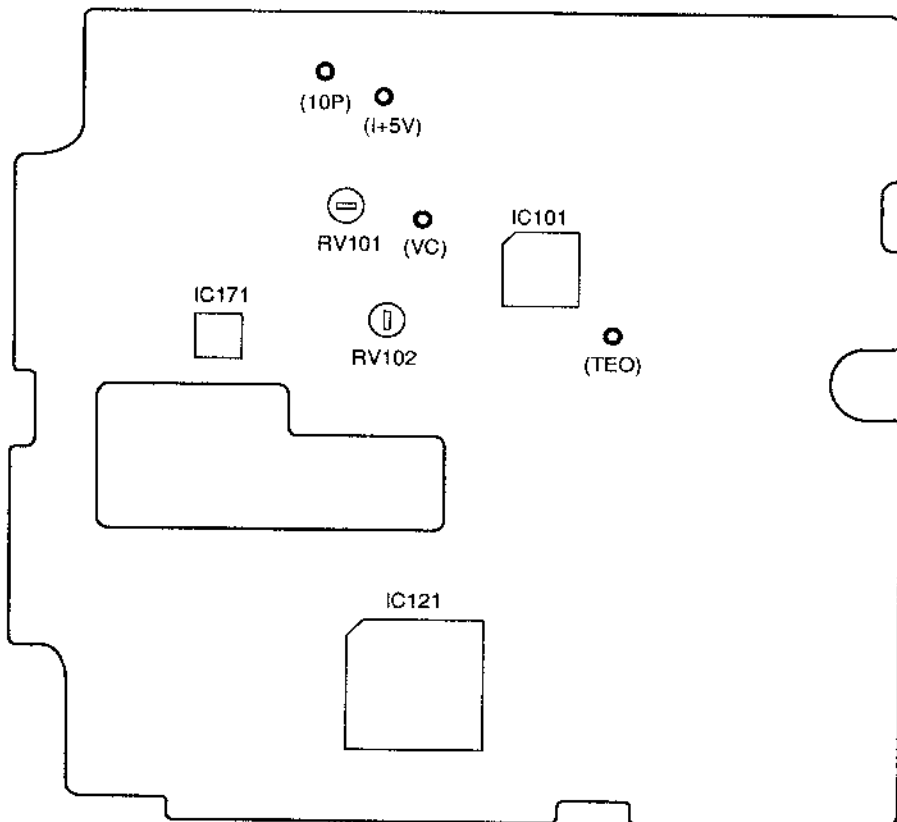 (10P)
(I+5V)
RV101
(VC)
IC101
IC171
RV102
(TEO)
IC121